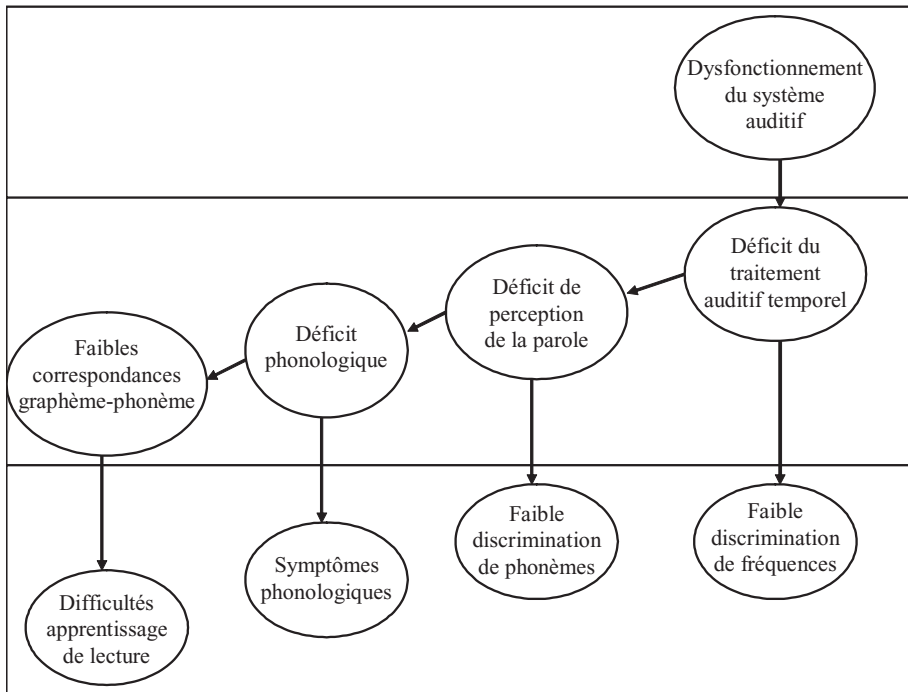 Dysfonctionnement
du système
auditif
Déficit du
traitement
auditif temporel
Déficit de
perception
de la parole
Déficit
phonologique
Faibles
correspondances
graphème-phonème
Faible
discrimination
de fréquences
Faible
discrimination
de phonèmes
Symptômes
phonologiques
Difficultés
apprentissage
de lecture